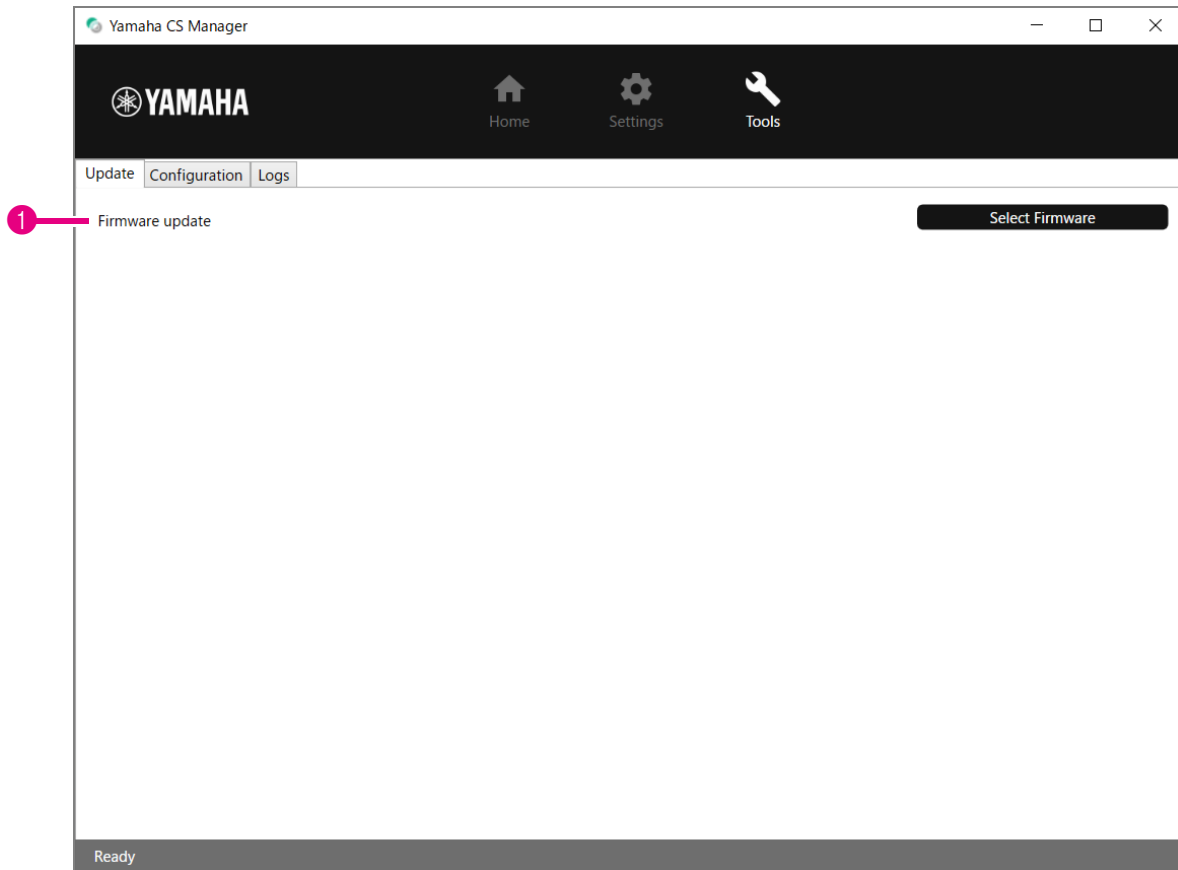 Yamaha CS Manager
YAMAHA
Home Settings Tools
Update Configuration Logs
1 Firmware update Select Firmware
Ready